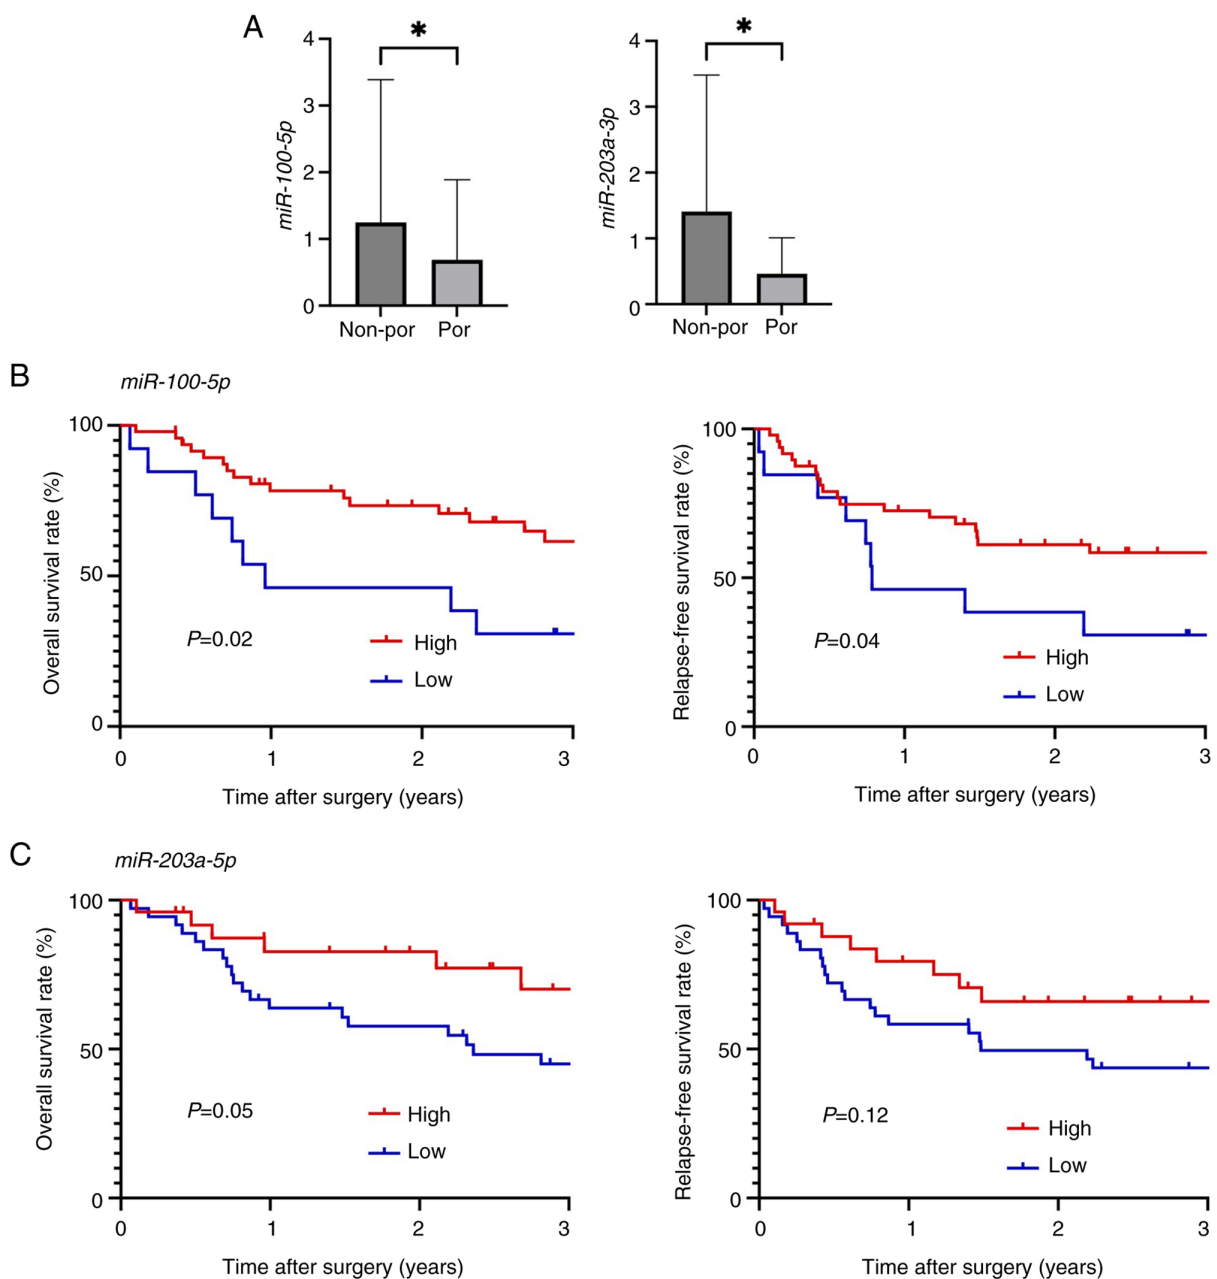 A
*
*
4
3
2
1
0
miR-100-5p
Non-por
Por
4
3
2
1
0
miR-203a-3p
Non-por
Por
B
miR-100-5p
100
50
0
Overall survival rate (%)
P=0.02
High
Low
0
1
2
3
Time after surgery (years)
100
50
0
Relapse-free survival rate (%)
P=0.04
High
Low
0
1
2
3
Time after surgery (years)
C
miR-203a-5p
100
50
0
Overall survival rate (%)
P=0.05
High
Low
0
1
2
3
Time after surgery (years)
100
50
0
Relapse-free survival rate (%)
P=0.12
High
Low
0
1
2
3
Time after surgery (years)